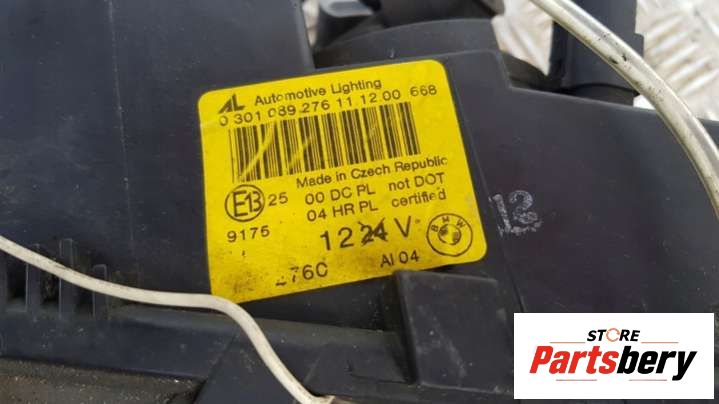 AL Automotive Lighting
0 301 089 276 11.12.00 668
Made in Czech Republic
E13 25 00 DC PL not DOT
04 HR PL certified
9175
12 24 V
BMW
AI 04
276C
12
STORE
Partsbery